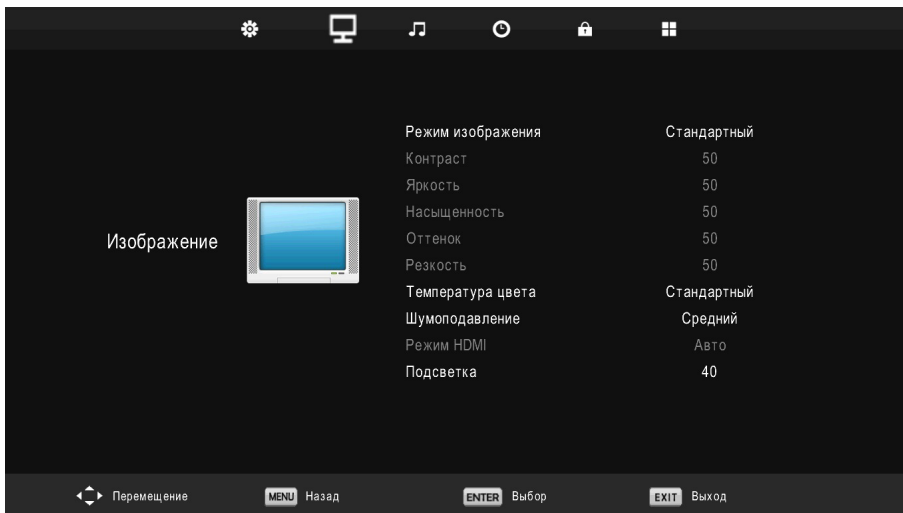 Режим изображения Стандартный
Контраст 50
Яркость 50
Насыщенность 50
Изображение
Оттенок 50
Резкость 50
Температура цвета Стандартный
Шумоподавление Средний
Режим HDMI Авто
Подсветка 40
Перемещение MENU Назад ENTER Выбор EXIT Выход